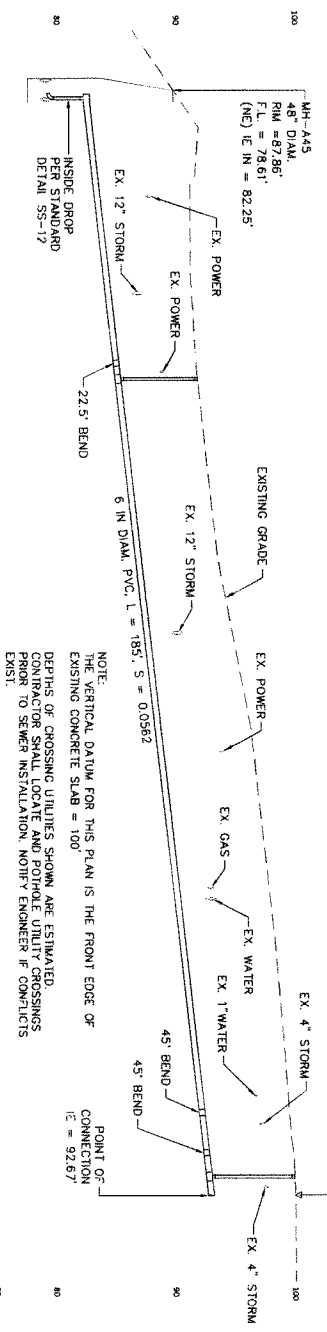 100
90
80
MH-A45
48" DIAM.
RIM =87.86'
F.L. = 78.61'
(NE) IE IN = 82.25'
EX. POWER
EX. 12" STORM
EX. POWER
INSIDE DROP
PER STANDARD
DETAIL SS-12
22.5° BEND
EXISTING GRADE
EX. 12" STORM
6 IN DIAM. PVC, L = 185', S = 0.0562
EX. POWER
EX. GAS
EX. WATER
EX. 1" WATER
EX. 4" STORM
45° BEND
45° BEND
POINT OF
CONNECTION
IE = 92.67'
EX. 4" STORM
NOTE:
THE VERTICAL DATUM FOR THIS PLAN IS THE FRONT EDGE OF
EXISTING CONCRETE SLAB = 100'
DEPTHS OF CROSSING UTILITIES SHOWN ARE ESTIMATED.
CONTRACTOR SHALL LOCATE AND POTHOLE UTILITY CROSSINGS
PRIOR TO SEWER INSTALLATION. NOTIFY ENGINEER IF CONFLICTS
EXIST.
100
90
80